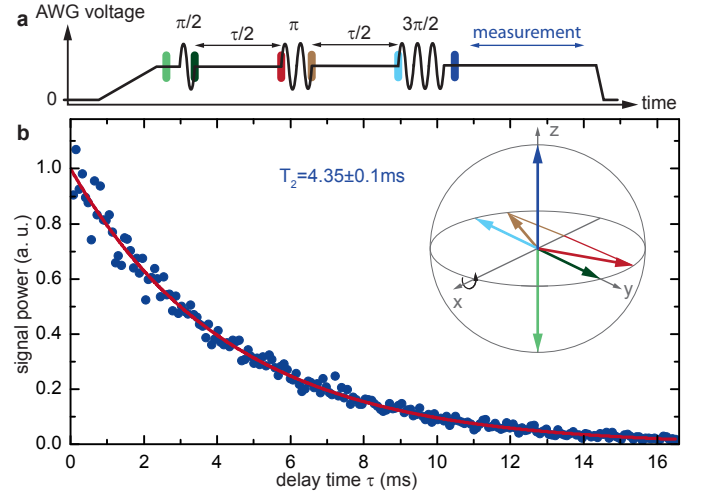 a AWG voltage
π/2 π 3π/2
τ/2 τ/2 measurement
0
time
b
T2=4.35±0.1ms
z
x
y
signal power (a. u.)
1.0
0.8
0.6
0.4
0.2
0.0
0 2 4 6 8 10 12 14 16
delay time τ (ms)